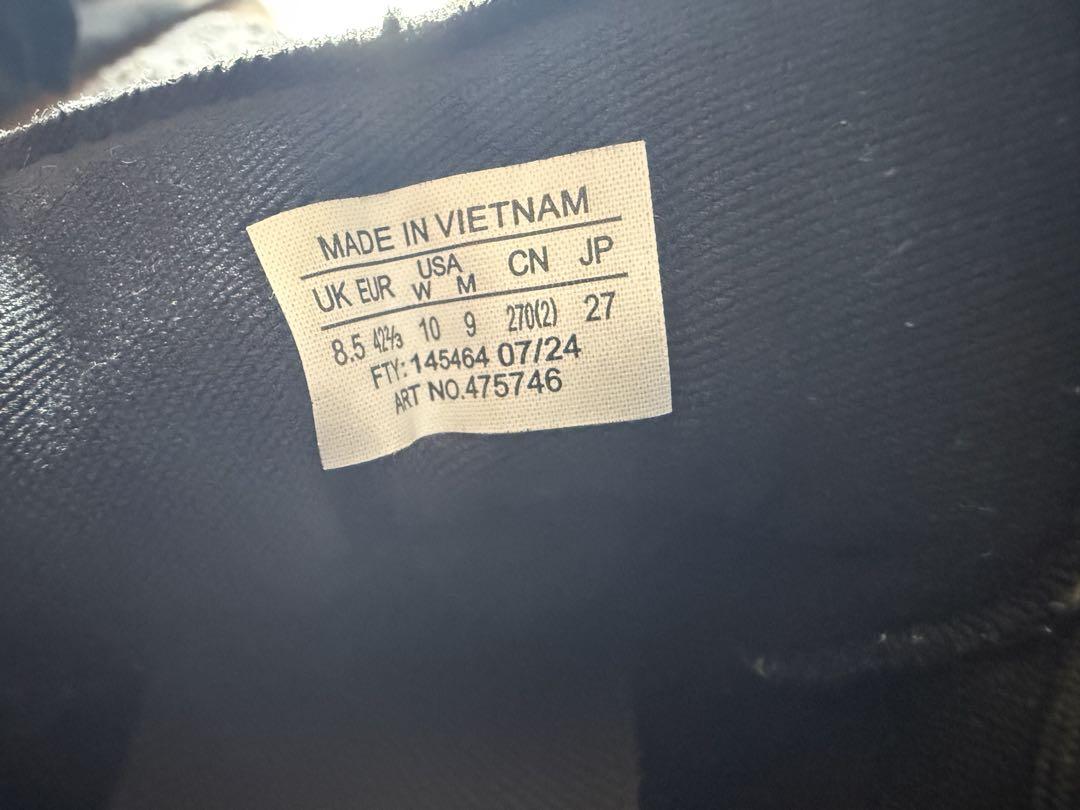 MADE IN VIETNAM
UK EUR USA W M CN JP
8.5 42⅔ 10 9 270(2) 27
FTY: 145464 07/24
ART NO.475746